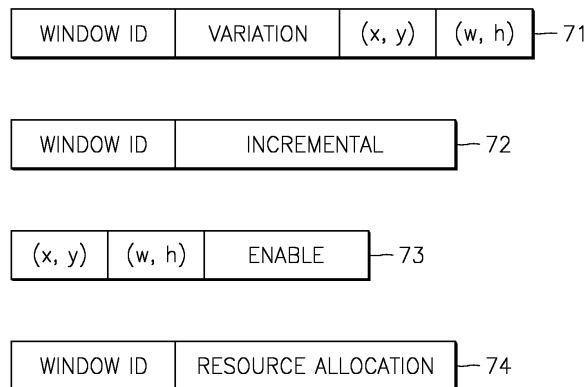 WINDOW ID VARIATION (x, y) (w, h) 71
WINDOW ID INCREMENTAL 72
(x, y) (w, h) ENABLE 73
WINDOW ID RESOURCE ALLOCATION 74